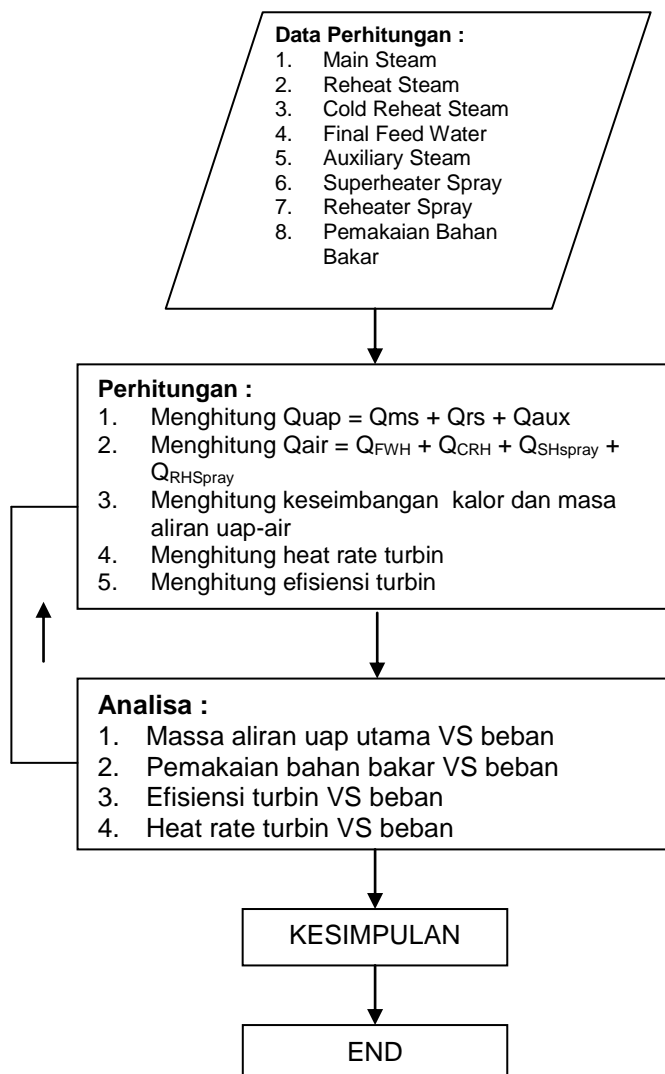 Data Perhitungan :
1. Main Steam
2. Reheat Steam
3. Cold Reheat Steam
4. Final Feed Water
5. Auxiliary Steam
6. Superheater Spray
7. Reheater Spray
8. Pemakaian Bahan
Bakar
Perhitungan :
1. Menghitung Quap = Qms + Qrs + Qaux
2. Menghitung Qair = Q_FWH + Q_CRH + Q_SHspray +
Q_RHSpray
3. Menghitung keseimbangan kalor dan masa
aliran uap-air
4. Menghitung heat rate turbin
5. Menghitung efisiensi turbin
Analisa :
1. Massa aliran uap utama VS beban
2. Pemakaian bahan bakar VS beban
3. Efisiensi turbin VS beban
4. Heat rate turbin VS beban
KESIMPULAN
END